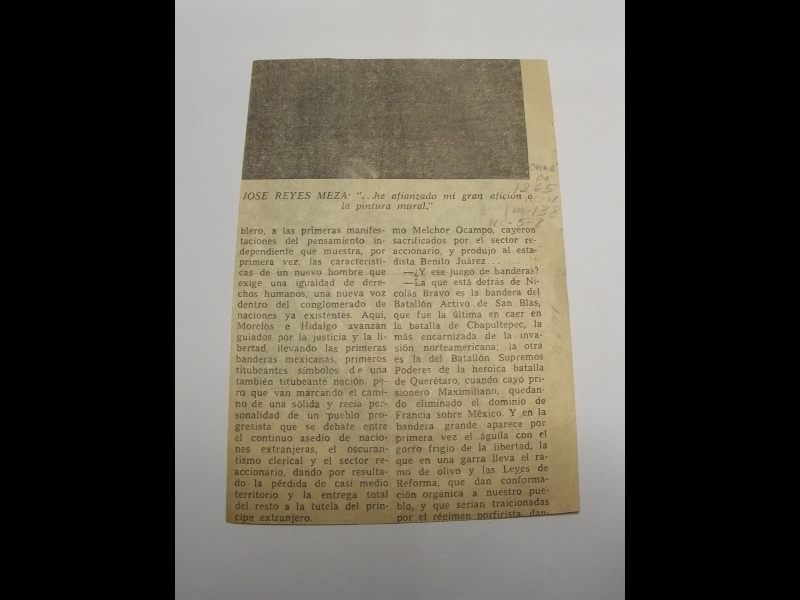 JOSE REYES MEZA: "...he afianzado mi gran afición a
la pintura mural."
blero, a las primeras manifes-
taciones del pensamiento in-
dependiente que muestra, por
primera vez, las característi-
cas de un nuevo hombre que
exige una igualdad de dere-
chos humanos, una nueva voz
dentro del conglomerado de
naciones ya existentes. Aquí,
Morelos e Hidalgo avanzan
guiados por la justicia y la li-
bertad, llevando las primeras
banderas mexicanas, primeros
titubeantes símbolos de una
también titubeante nación, pe-
ro que van marcando el cami-
no de una sólida y recia per-
sonalidad de un pueblo pro-
gresista que se debate entre
el continuo asedio de nacio-
nes extranjeras, el oscuran-
tismo clerical y el sector re-
accionario, dando por resulta-
do la pérdida de casi medio
territorio y la entrega total
del resto a la tutela del prín-
cipe extranjero.
mo Melchor Ocampo, cayeron
sacrificados por el sector re-
accionario, y produjo al esta-
dista Benito Juárez...
—¿Y ese juego de banderas?
—La que está detrás de Ni-
colás Bravo es la bandera del
Batallón Activo de San Blas,
que fue la última en caer en
la batalla de Chapultepec, la
más encarnizada de la inva-
sión norteamericana; la otra
es la del Batallón Supremos
Poderes de la heroica batalla
de Querétaro, cuando cayó pri-
sionero Maximiliano, quedan-
do eliminado el dominio de
Francia sobre México. Y en la
bandera grande aparece por
primera vez el águila con el
gorro frigio de la libertad, la
que en una garra lleva el ra-
mo de olivo y las Leyes de
Reforma, que dan conforma-
ción orgánica a nuestro pue-
blo, y que serían traicionadas
por el régimen porfirista, dan-
1265